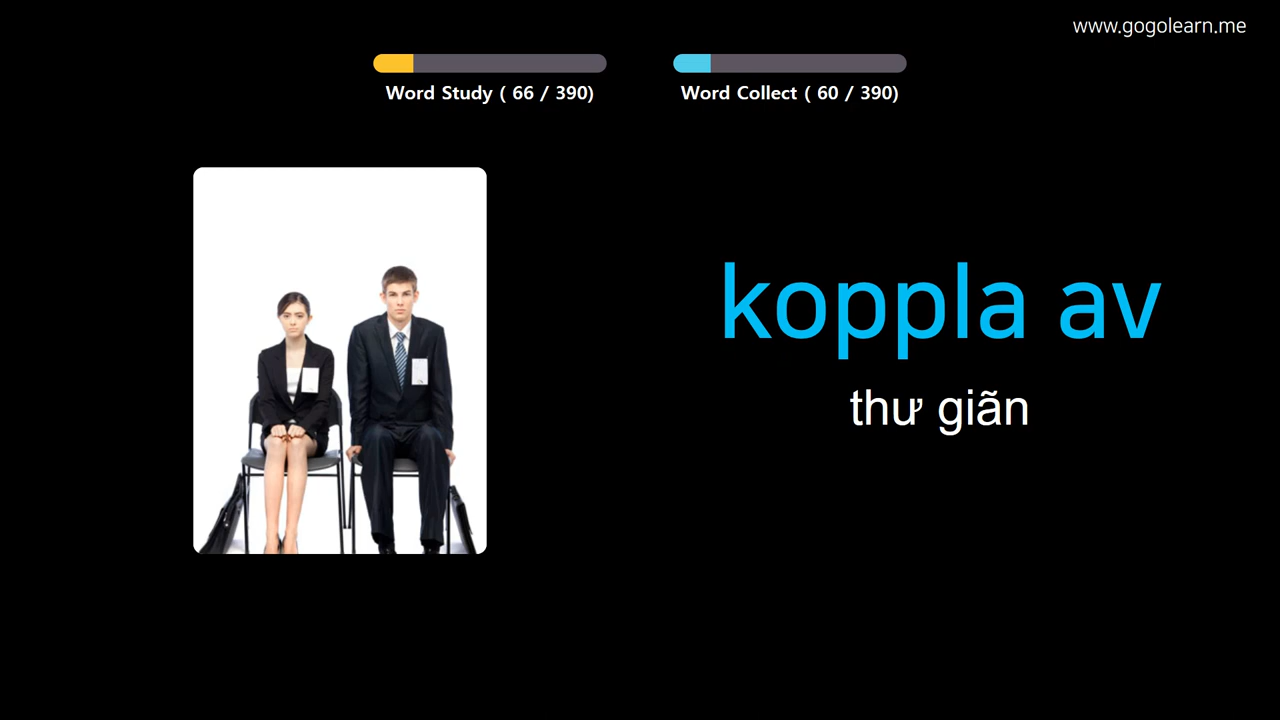 www.gogolearn.me
Word Study ( 66 / 390)
Word Collect ( 60 / 390)
koppla av
thư giãn